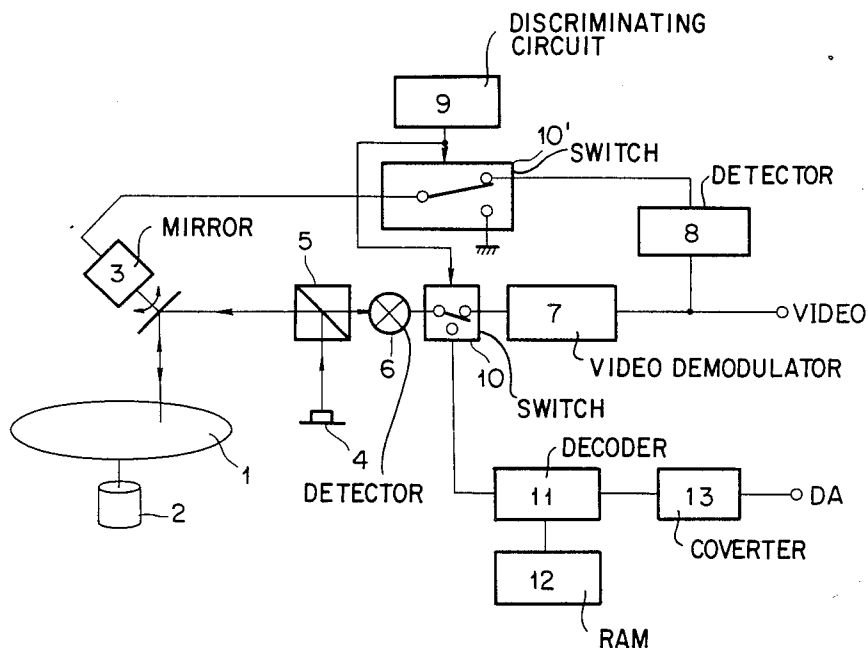 DISCRIMINATING
CIRCUIT
9
10'
SWITCH
DETECTOR
8
MIRROR
3
5
6
7
VIDEO
10
VIDEO DEMODULATOR
SWITCH
4
1
DETECTOR
DECODER
2
11
13
DA
COVERTER
12
RAM